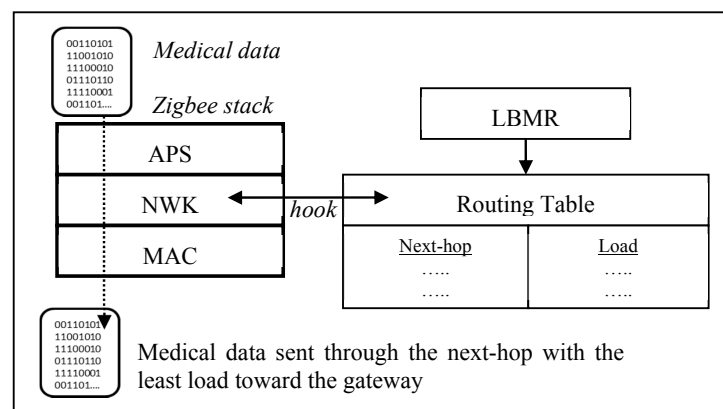 00110101
11001010
11100010
01110110
11110001
001101....
Medical data
Zigbee stack
APS
NWK
MAC
hook
LBMR
Routing Table
Next-hop
…..
…..
Load
…..
…..
00110101
11001010
11100010
01110110
11110001
001101....
Medical data sent through the next-hop with the
least load toward the gateway